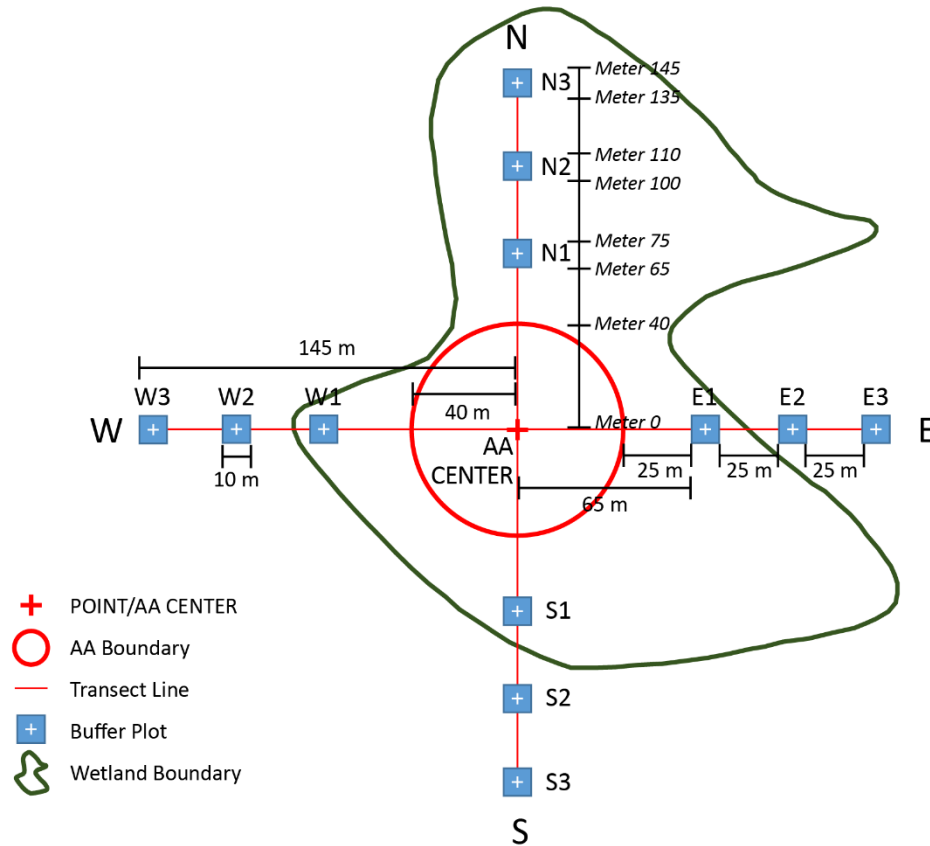 N
N3
Meter 145
Meter 135
N2
Meter 110
Meter 100
N1
Meter 75
Meter 65
Meter 40
145 m
W3
W2
W1
40 m
Meter 0
E1
E2
E3
W
E
AA
CENTER
10 m
25 m
25 m
25 m
65 m
S1
S2
S3
S
POINT/AA CENTER
AA Boundary
Transect Line
Buffer Plot
Wetland Boundary